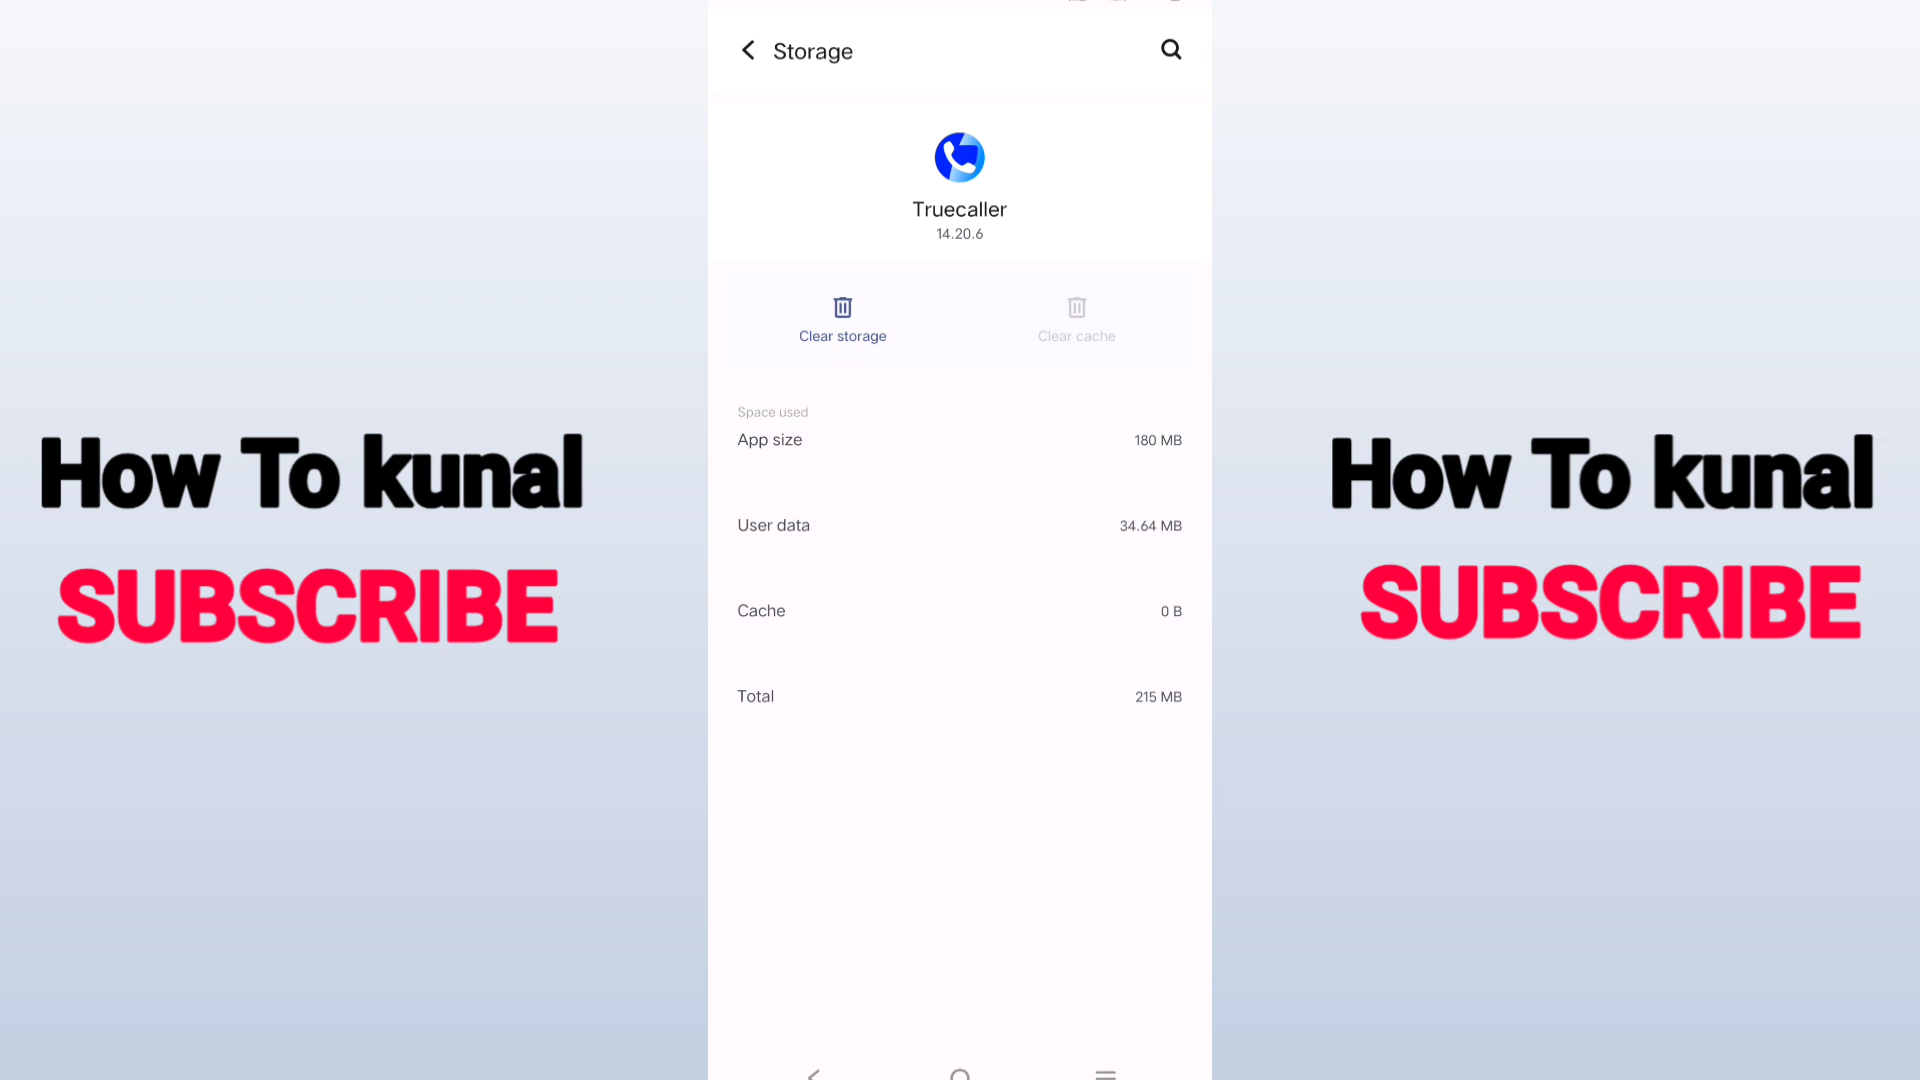 Storage
Truecaller
14.20.6
Clear storage
Clear cache
Space used
App size
180 MB
User data
34.64 MB
Cache
0 B
Total
215 MB
How To kunal
SUBSCRIBE
How To kunal
SUBSCRIBE